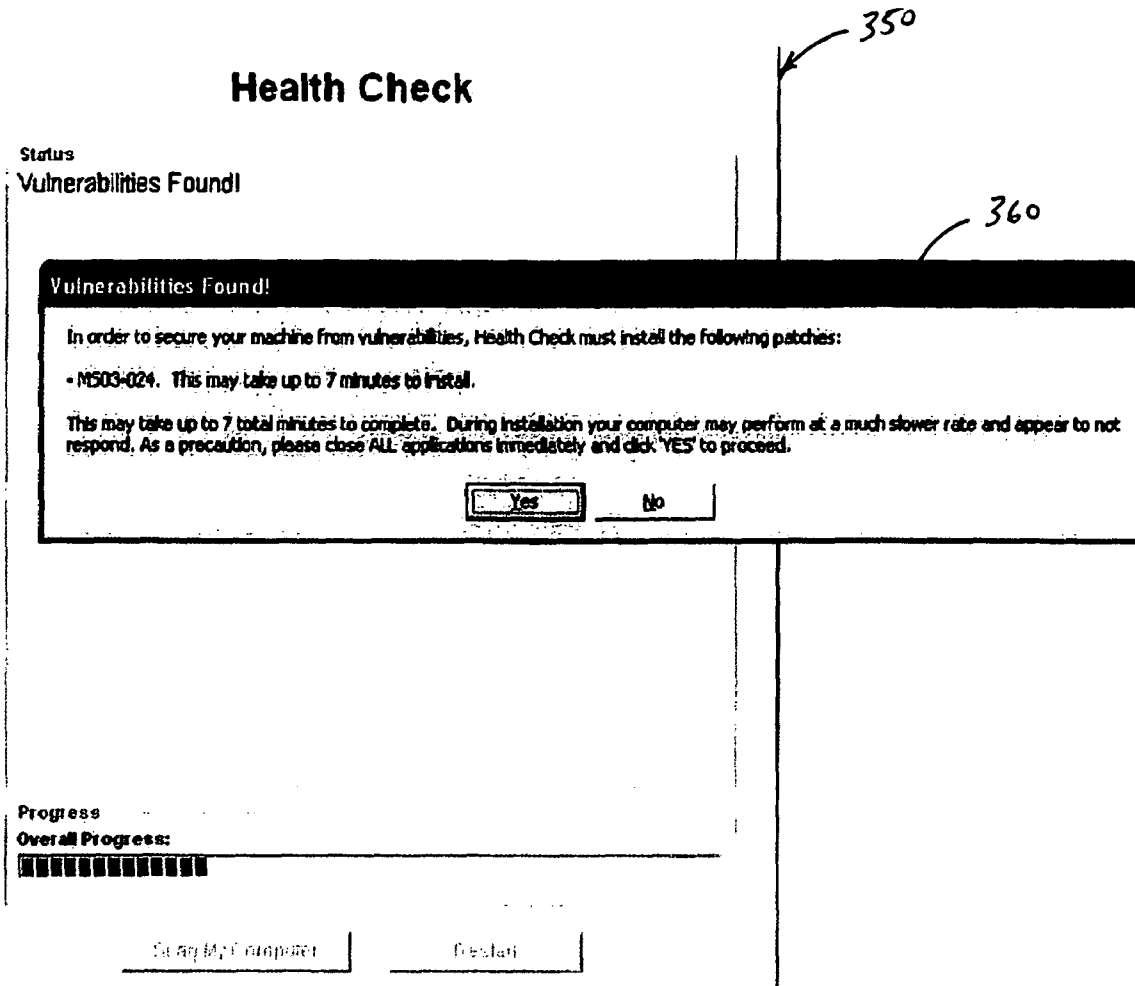 350
Health Check
Status
Vulnerabilities Found!
360
Vulnerabilities Found!
In order to secure your machine from vulnerabilities, Health Check must install the following patches:
- MS03-024. This may take up to 7 minutes to install.
This may take up to 7 total minutes to complete. During installation your computer may perform at a much slower rate and appear to not
respond. As a precaution, please close ALL applications immediately and click 'YES' to proceed.
Yes No
Progress
Overall Progress:
Scan My Computer Restart